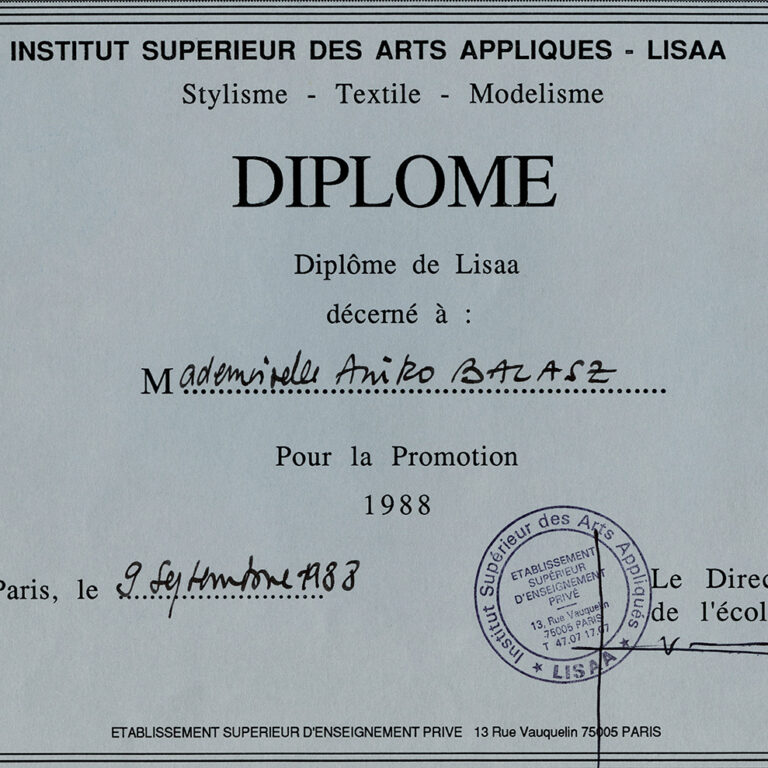 INSTITUT SUPERIEUR DES ARTS APPLIQUES - LISAA
Stylisme - Textile - Modelisme
DIPLOME
Diplôme de Lisaa
décerné à :
Mademoiselle Aniko BALASZ
Pour la Promotion
1988
Paris, le 9 Septembre 1988
Institut Supérieur des Arts Appliqués
ETABLISSEMENT
SUPÉRIEUR
D'ENSEIGNEMENT
PRIVÉ
13, Rue Vauquelin
75005 PARIS
T 47.07 17.07
★ LISAA ★
Le Direc
de l'écol
ETABLISSEMENT SUPERIEUR D'ENSEIGNEMENT PRIVE 13 Rue Vauquelin 75005 PARIS